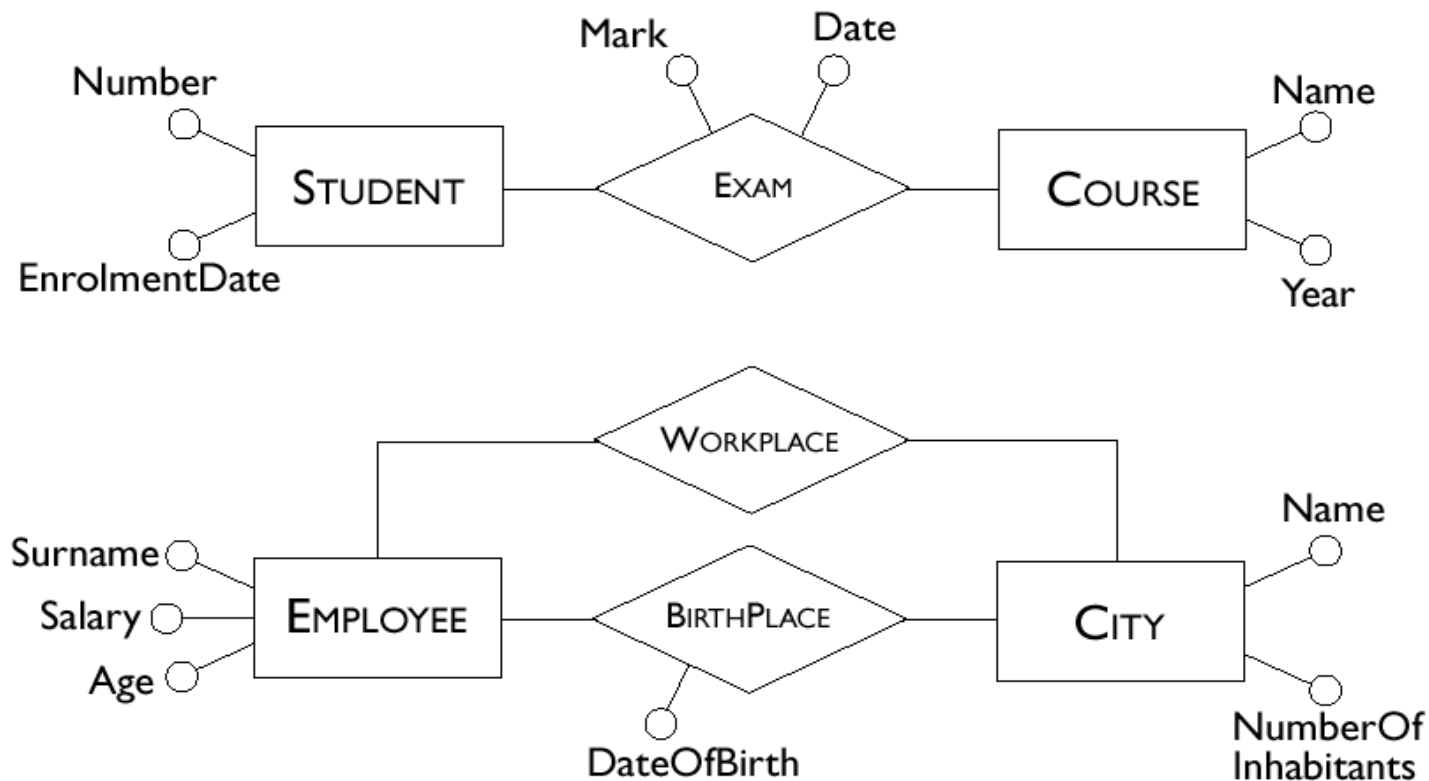 Mark
Date
Number
Name
STUDENT
EXAM
COURSE
EnrolmentDate
Year
WORKPLACE
Name
Surname
Salary
EMPLOYEE
BIRTHPLACE
CITY
Age
NumberOf
Inhabitants
DateOfBirth